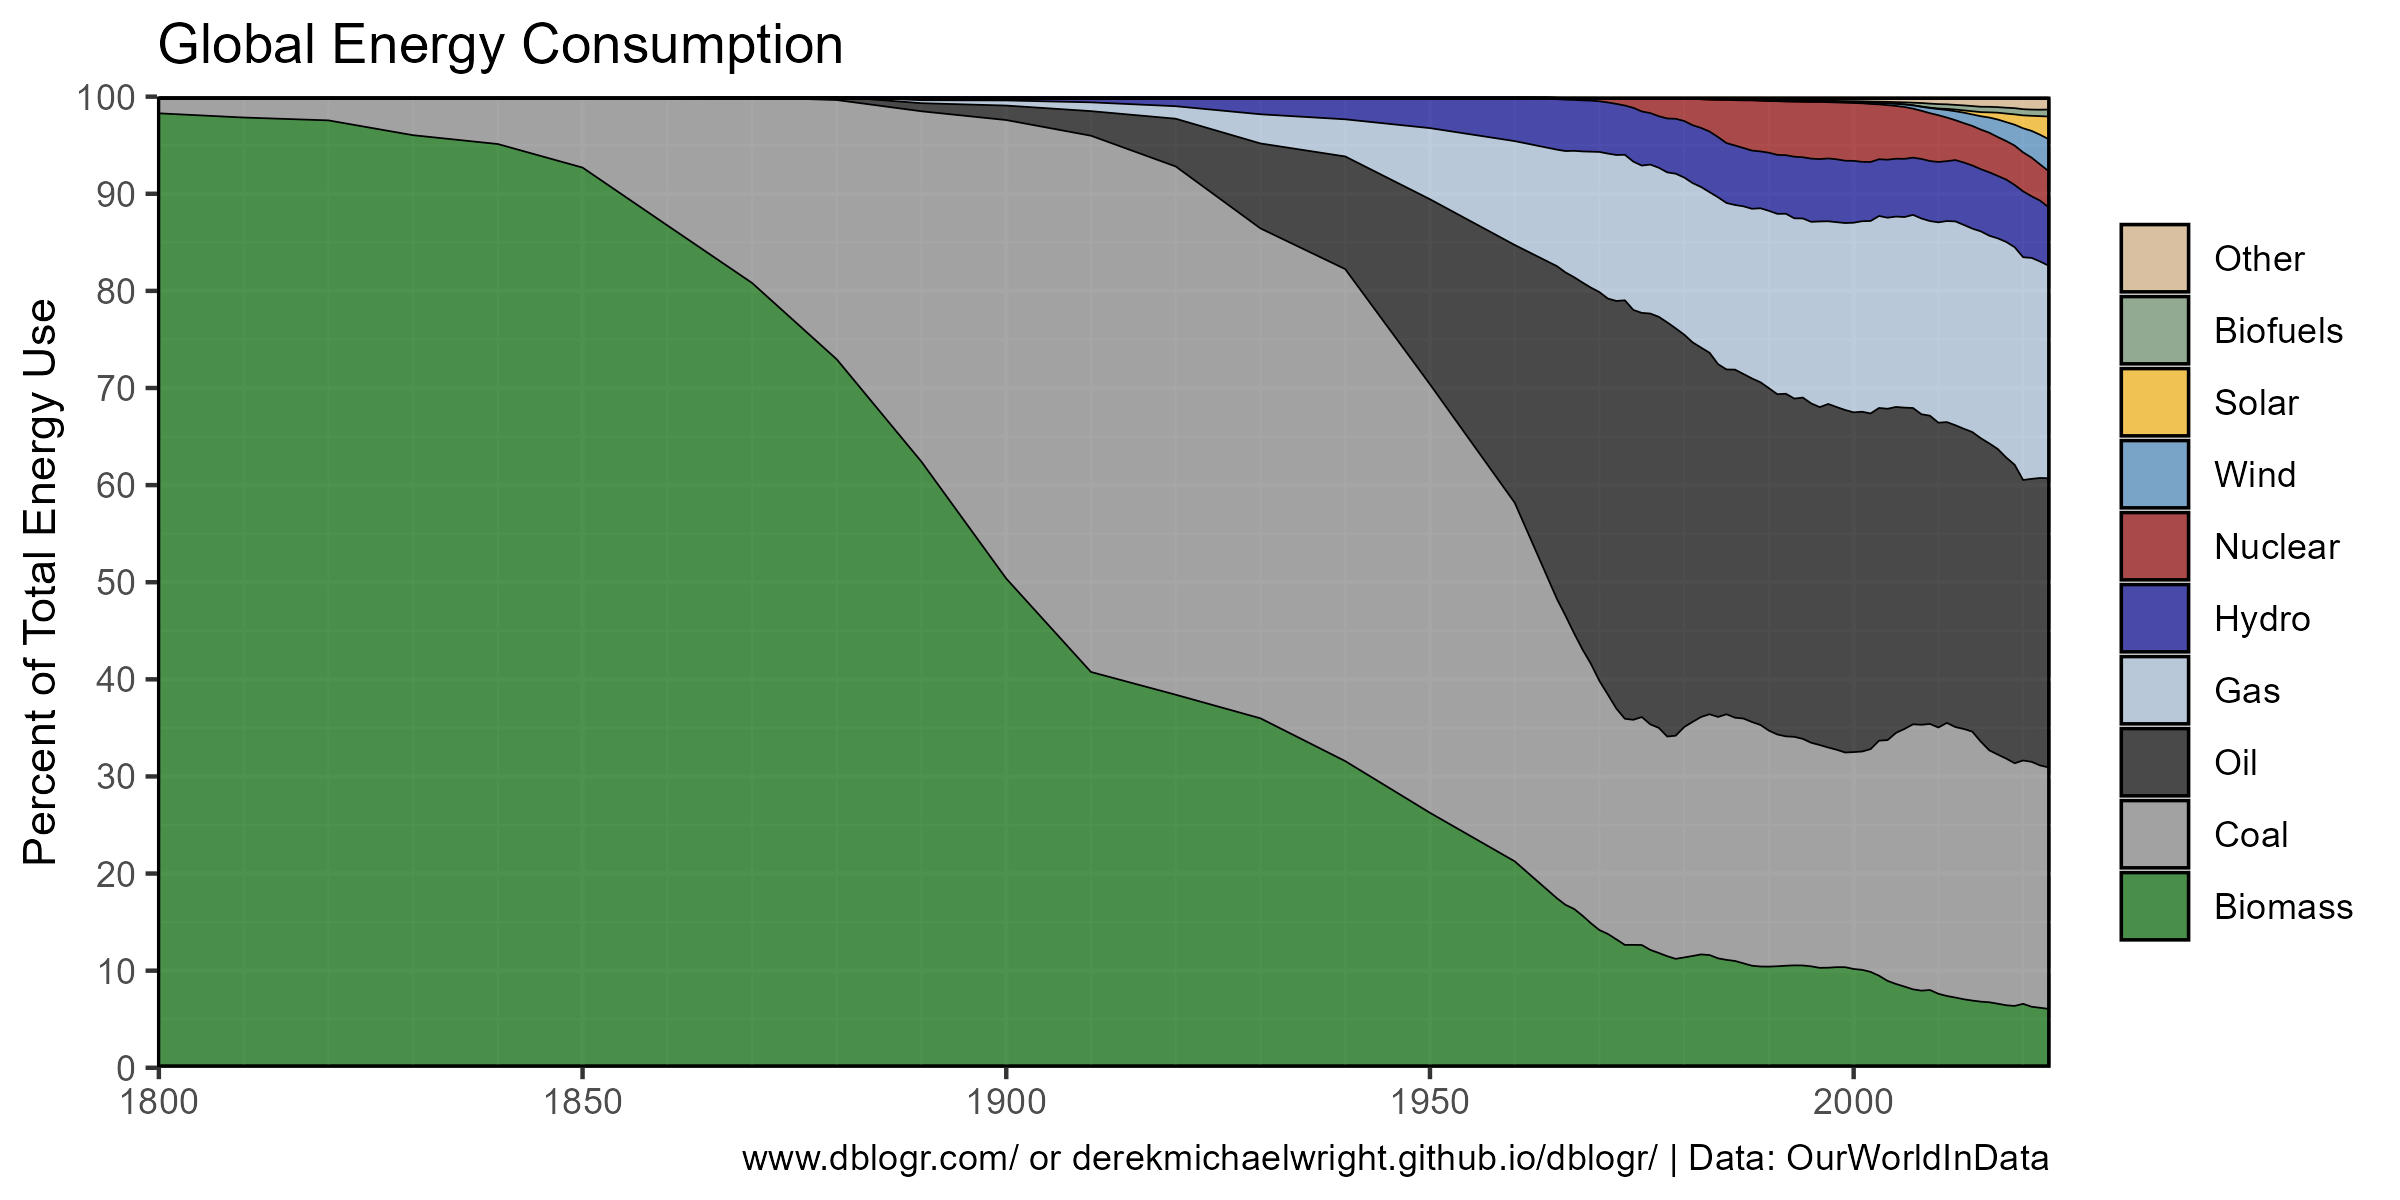 Global Energy Consumption
Percent of Total Energy Use
100
90
80
70
60
50
40
30
20
10
0
1800
1850
1900
1950
2000
Other
Biofuels
Solar
Wind
Nuclear
Hydro
Gas
Oil
Coal
Biomass
www.dblogr.com/ or derekmichaelwright.github.io/dblogr/ | Data: OurWorldInData